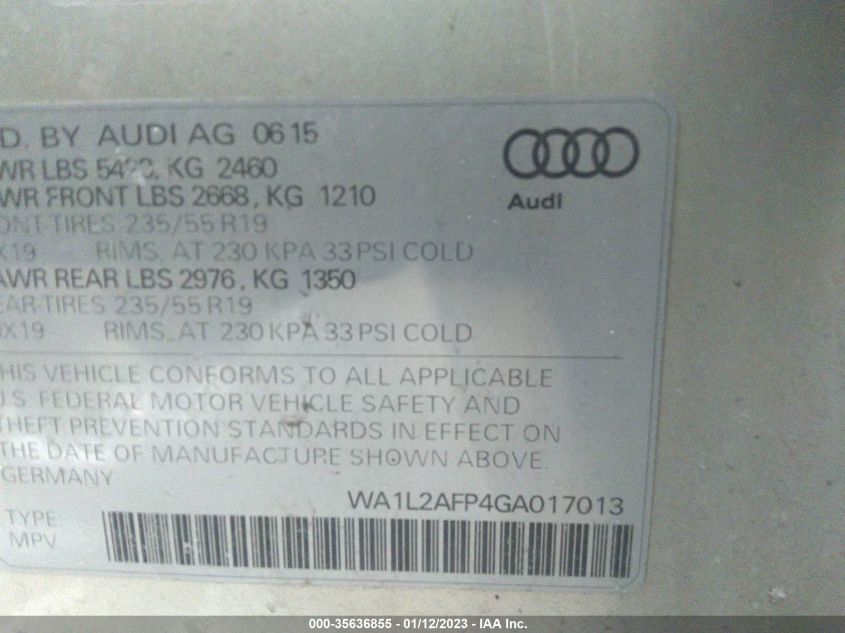 D. BY AUDI AG 0615
WR LBS KG 2460
WR FRONT LBS 2668, KG 1210
ONT-TIRES 235/55 R19
X19 RIMS, AT 230 KPA 33 PSI COLD
AWR REAR LBS 2976, KG 1350
EAR-TIRES 235/55 R19
X19 RIMS, AT 230 KPA 33 PSI COLD
Audi
HIS VEHICLE CONFORMS TO ALL APPLICABLE
U.S. FEDERAL MOTOR VEHICLE SAFETY AND
THEFT PREVENTION STANDARDS IN EFFECT ON
THE DATE OF MANUFACTURE SHOWN ABOVE.
GERMANY
WA1L2AFP4GA017013
TYPE:
MPV
000-35636855 - 01/12/2023 - IAA Inc.